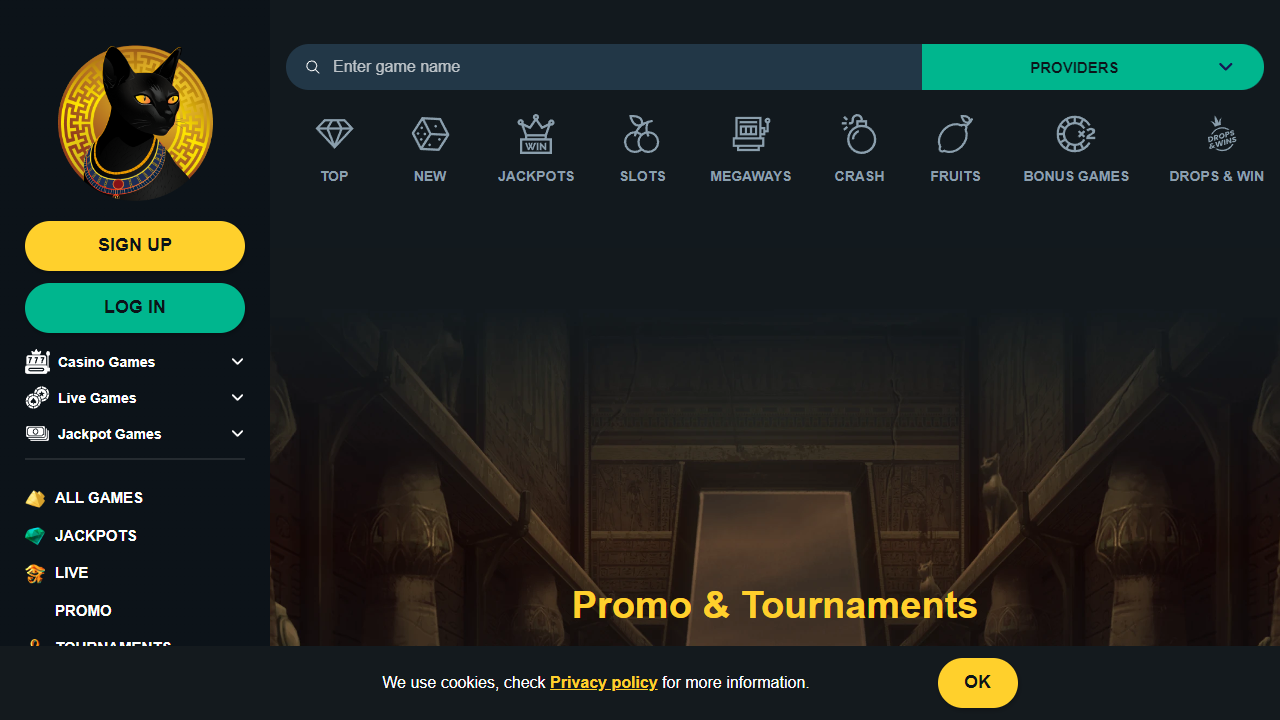 Enter game name
PROVIDERS
WIN
x2
DROPS
&WINS
TOP
NEW
JACKPOTS
SLOTS
MEGAWAYS
CRASH
FRUITS
BONUS GAMES
DROPS & WIN
SIGN UP
LOG IN
777
Casino Games
Live Games
Jackpot Games
ALL GAMES
JACKPOTS
LIVE
PROMO
TOURNAMENTS
Promo & Tournaments
We use cookies, check Privacy policy for more information.
OK